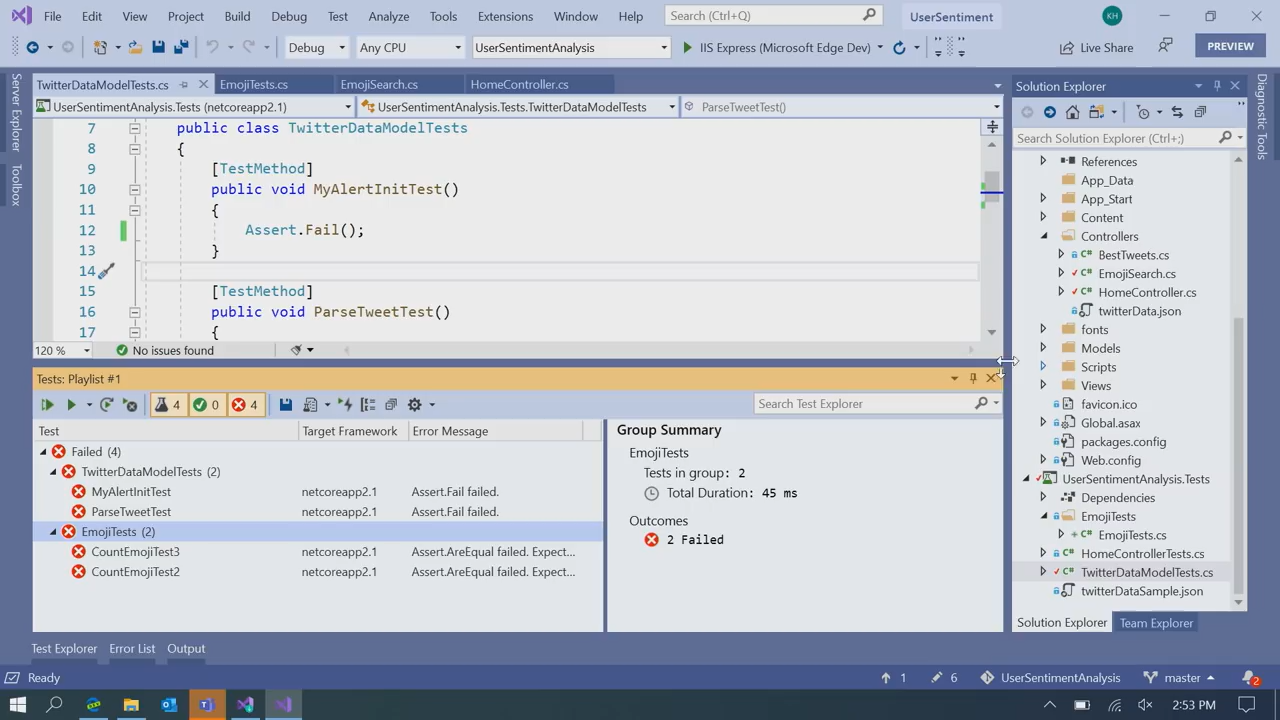 File Edit View Project Build Debug Test Analyze Tools Extensions Window Help Search (Ctrl+Q) UserSentiment KH
Debug Any CPU UserSentimentAnalysis IIS Express (Microsoft Edge Dev) Live Share PREVIEW
Server Explorer
Toolbox
TwitterDataModelTests.cs EmojiTests.cs EmojiSearch.cs HomeController.cs
UserSentimentAnalysis.Tests (netcoreapp2.1) UserSentimentAnalysis.Tests.TwitterDataModelTests ParseTweetTest()
7 public class TwitterDataModelTests
8 {
9 [TestMethod]
10 public void MyAlertInitTest()
11 {
12 Assert.Fail();
13 }
14
15 [TestMethod]
16 public void ParseTweetTest()
17 {
120 % No issues found
Tests: Playlist #1
4 0 4 Search Test Explorer
Test Target Framework Error Message
Failed (4)
TwitterDataModelTests (2)
MyAlertInitTest netcoreapp2.1 Assert.Fail failed.
ParseTweetTest netcoreapp2.1 Assert.Fail failed.
EmojiTests (2)
CountEmojiTest3 netcoreapp2.1 Assert.AreEqual failed. Expect...
CountEmojiTest2 netcoreapp2.1 Assert.AreEqual failed. Expect...
Group Summary
EmojiTests
Tests in group: 2
Total Duration: 45 ms
Outcomes
2 Failed
Test Explorer Error List Output
Solution Explorer
Search Solution Explorer (Ctrl+;)
References
App_Data
App_Start
Content
Controllers
C# BestTweets.cs
C# EmojiSearch.cs
C# HomeController.cs
twitterData.json
fonts
Models
Scripts
Views
favicon.ico
Global.asax
packages.config
Web.config
UserSentimentAnalysis.Tests
Dependencies
EmojiTests
C# EmojiTests.cs
C# HomeControllerTests.cs
C# TwitterDataModelTests.cs
twitterDataSample.json
Solution Explorer Team Explorer
Diagnostic Tools
Ready 1 6 UserSentimentAnalysis master 2
2:53 PM